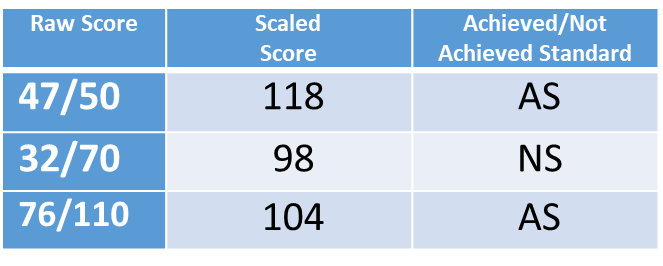 Raw Score Scaled Achieved/Not
Score Achieved Standard
47/50 118 AS
32/70 98 NS
76/110 104 AS